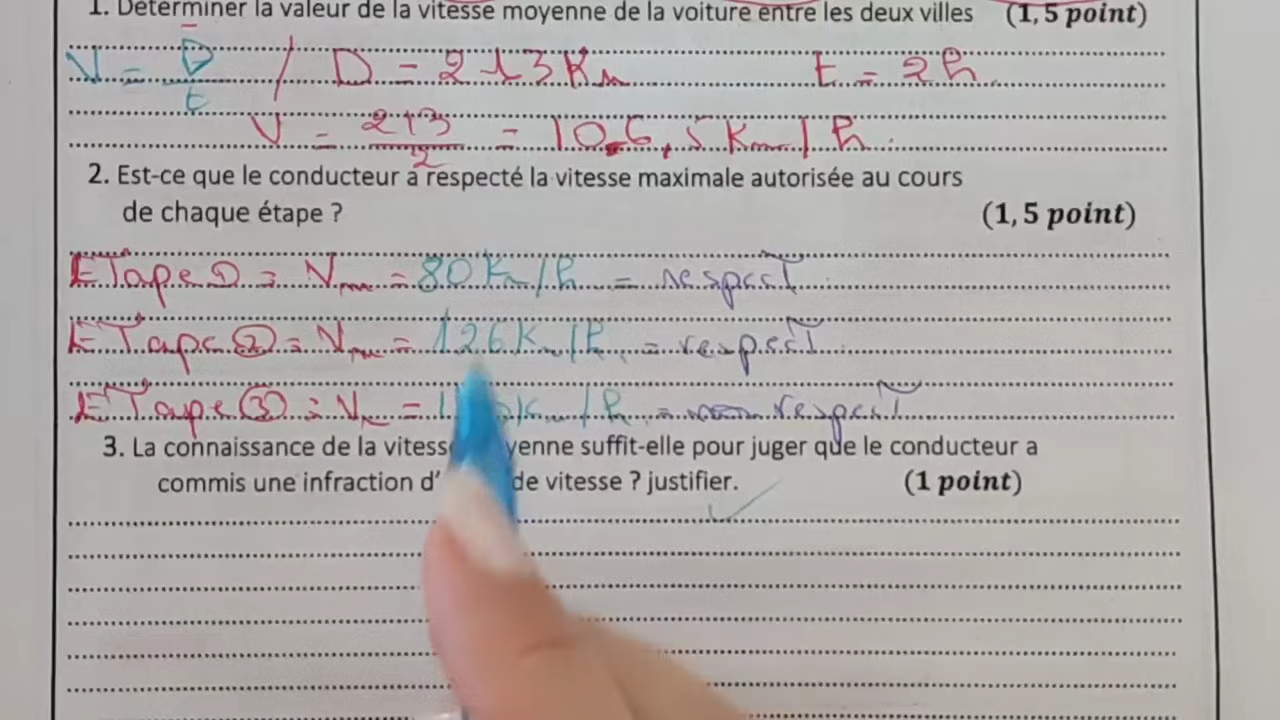 1. Déterminer la valeur de la vitesse moyenne de la voiture entre les deux villes (1, 5 point)
V = D/t / D = 213 Km t = 2h
V = 213/2 = 106,5 Km/h
2. Est-ce que le conducteur a respecté la vitesse maximale autorisée au cours
de chaque étape ? (1, 5 point)
ETape 1 : Vm = 80 Km/h = respecT
ETape 2 : Vm = 126 Km/h = respecT
ETape 3 : Vm = Km/h = non respecT
3. La connaissance de la vitesse suffit-elle pour juger que le conducteur a
commis une infraction de vitesse ? justifier. (1 point)